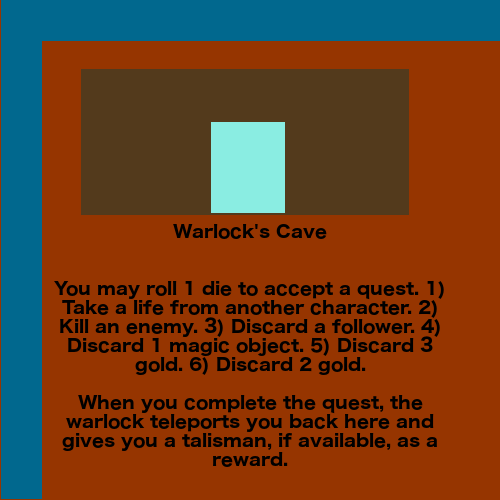 Warlock's Cave
You may roll 1 die to accept a quest. 1)
Take a life from another character. 2)
Kill an enemy. 3) Discard a follower. 4)
Discard 1 magic object. 5) Discard 3
gold. 6) Discard 2 gold.
When you complete the quest, the
warlock teleports you back here and
gives you a talisman, if available, as a
reward.